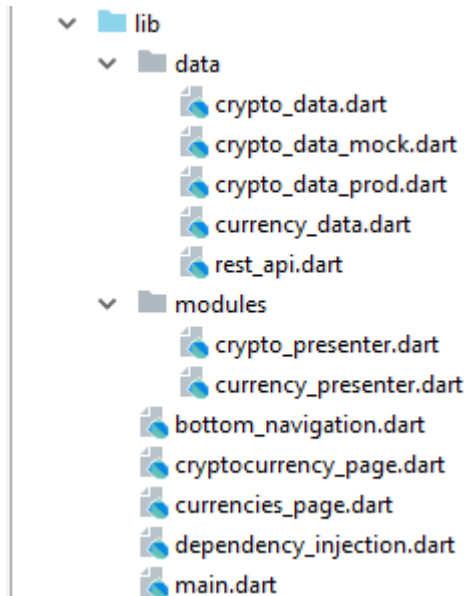 lib
data
crypto_data.dart
crypto_data_mock.dart
crypto_data_prod.dart
currency_data.dart
rest_api.dart
modules
crypto_presenter.dart
currency_presenter.dart
bottom_navigation.dart
cryptocurrency_page.dart
currencies_page.dart
dependency_injection.dart
main.dart